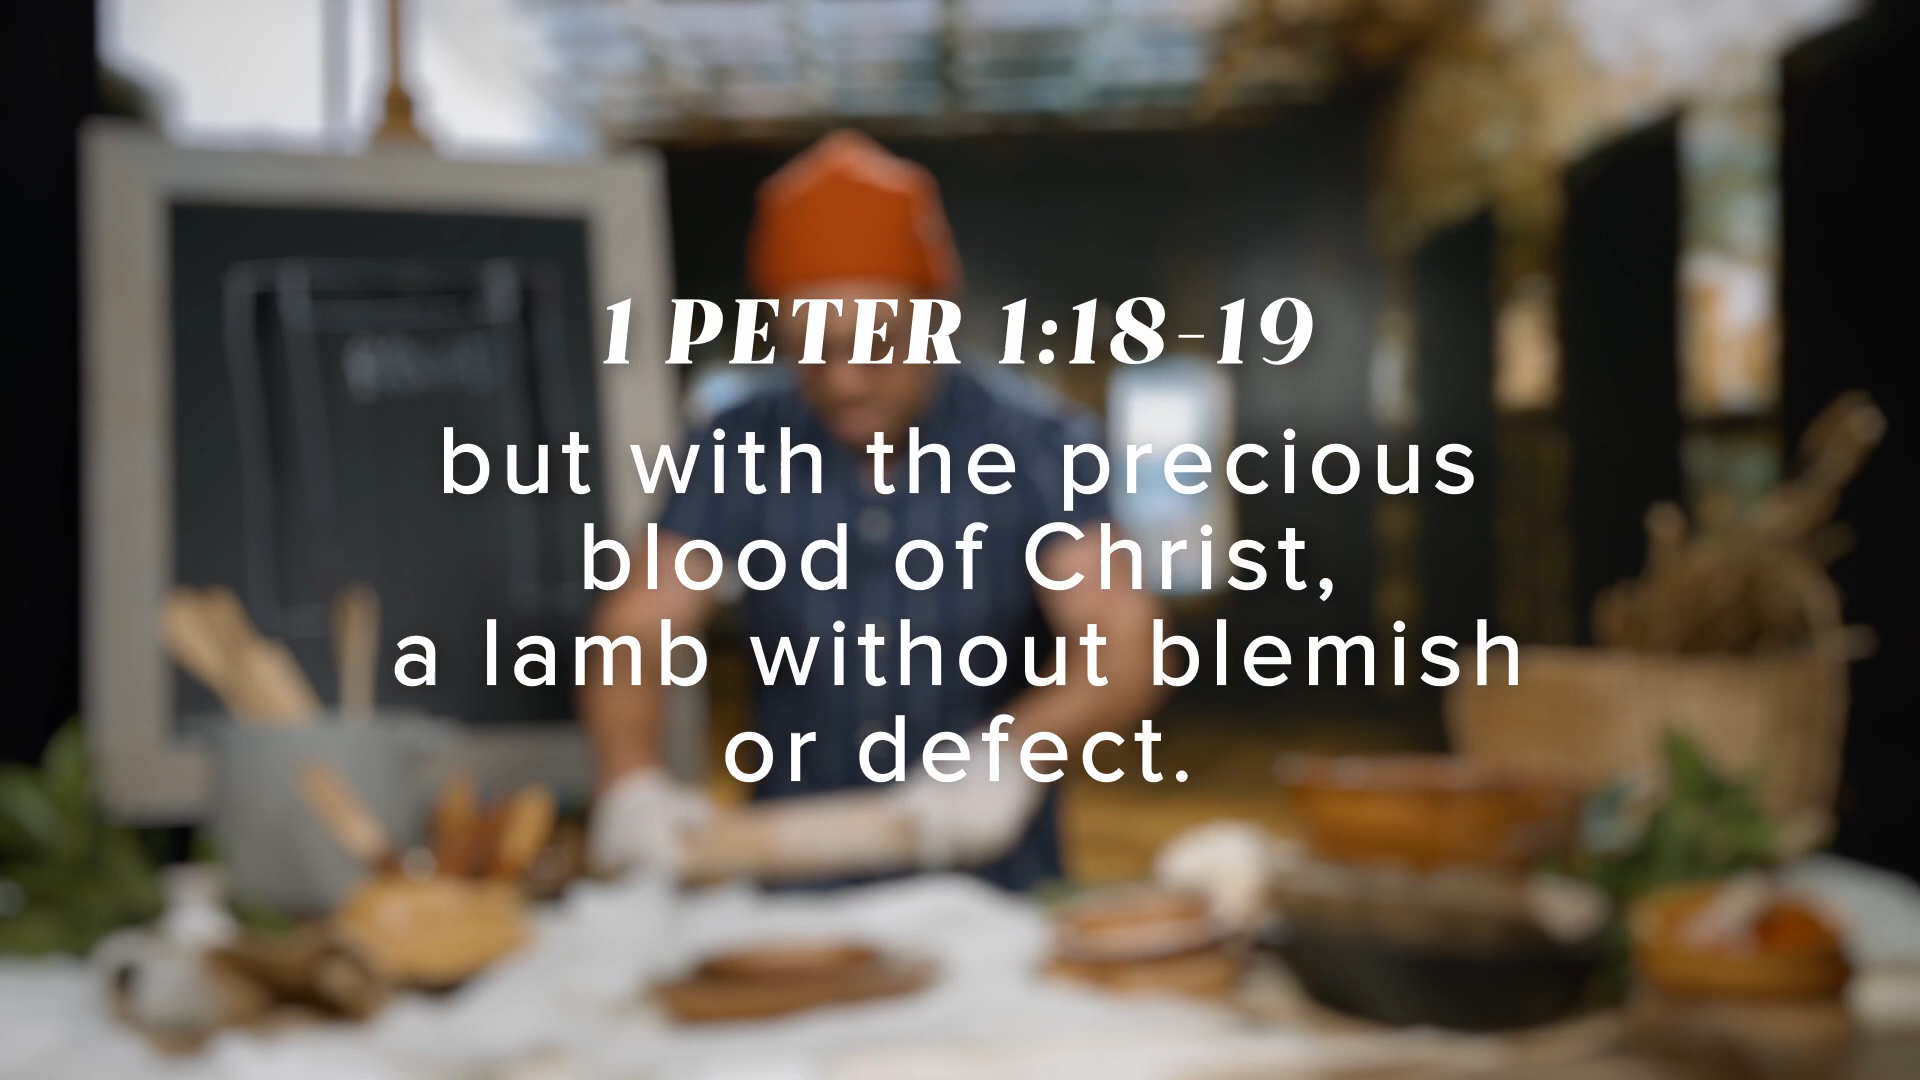 1 PETER 1:18-19
but with the precious
blood of Christ,
a lamb without blemish
or defect.